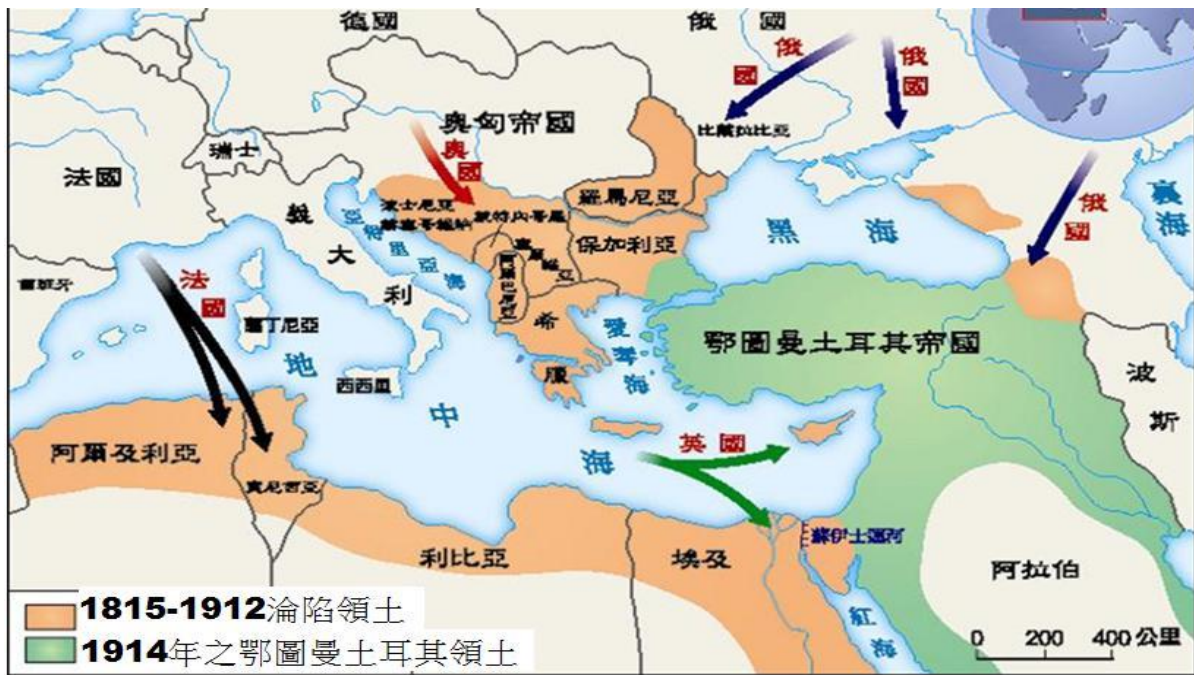 德國
俄國
俄國
俄國
奧匈帝國
比薩拉比亞
瑞士
奧國
法國
羅馬尼亞
裏海
義大利
亞得里亞海
波士尼亞
赫塞哥維納
蒙特內哥羅
保加利亞
黑海
俄國
塞爾維亞
阿爾巴尼亞
西班牙
法國
薩丁尼亞
希臘
愛琴海
鄂圖曼土耳其帝國
波斯
地中海
西西里
英國
阿爾及利亞
突尼西亞
蘇伊士運河
利比亞
埃及
阿拉伯
紅海
1815-1912淪陷領土
1914年之鄂圖曼土耳其領土
0 200 400 公里